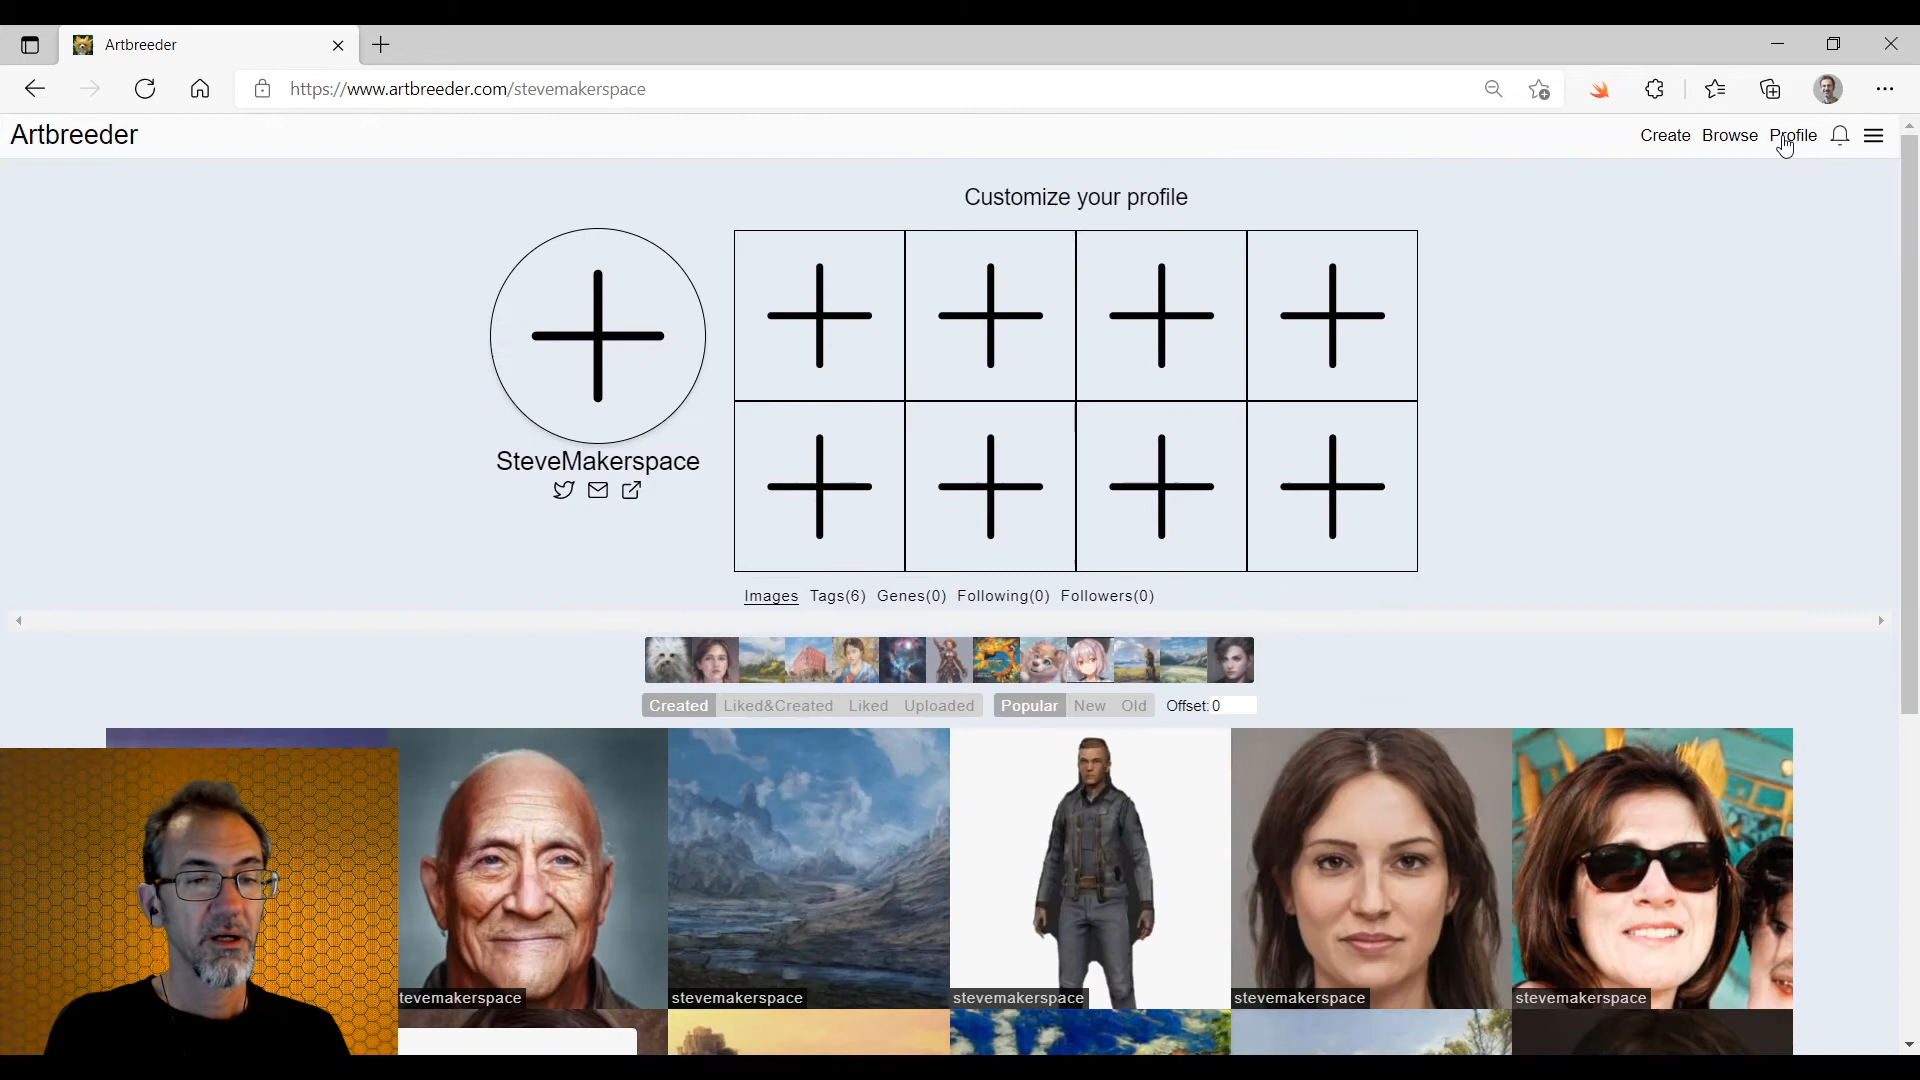 Artbreeder
https://www.artbreeder.com/stevemakerspace
Artbreeder
Create Browse Profile
Customize your profile
SteveMakerspace
Images Tags(6) Genes(0) Following(0) Followers(0)
Created Liked&Created Liked Uploaded Popular New Old Offset: 0
tevemakerspace stevemakerspace stevemakerspace stevemakerspace stevemakerspace